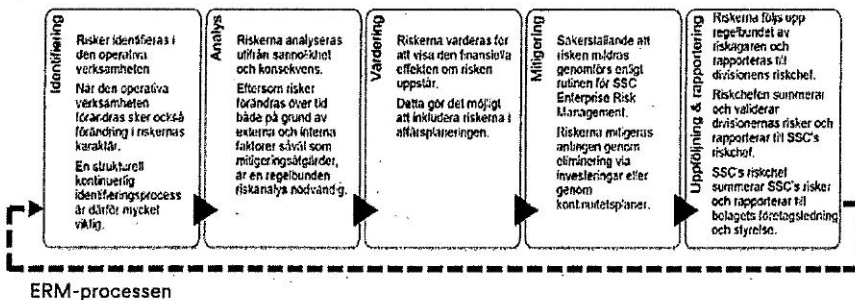 Identifiering
Risker identifieras i
den operativa
verksamheten
När den operativa
verksamheten
förändras sker också
förändring i riskernas
karaktär.
En strukturell
kontinuerlig
identifieringsprocess
är därför mycket
viktig.
Analys
Riskerna analyseras
utifrån sannolikhet
och konsekvens.
Eftersom risker
förändras över tid
både på grund av
externa och interna
faktorer såväl som
mitigeringsåtgärder,
är en regelbunden
riskanalys nödvändig.
Värdering
Riskerna värderas för
att visa den finansiella
effekten om risken
uppstår.
Detta gör det möjligt
att inkludera riskerna i
affärsplaneringen.
Mitigering
Säkerställande att
risken mildras
genomförs enligt
rutinen för SSC
Enterprise Risk
Management.
Riskerna mitigeras
antingen genom
eliminering via
investeringar eller
genom
kontinuitetsplaner.
Uppföljning & rapportering
Riskerna följs upp
regelbundet av
riskägaren och
rapporteras till
divisionens riskchef.
Riskchefen summerar
och validerar
divisionernas risker och
rapporterar till SSC's
riskchef.
SSC's riskchef
summerar SSC's risker
och rapporterar till
bolagets företagsledning
och styrelse.
ERM-processen